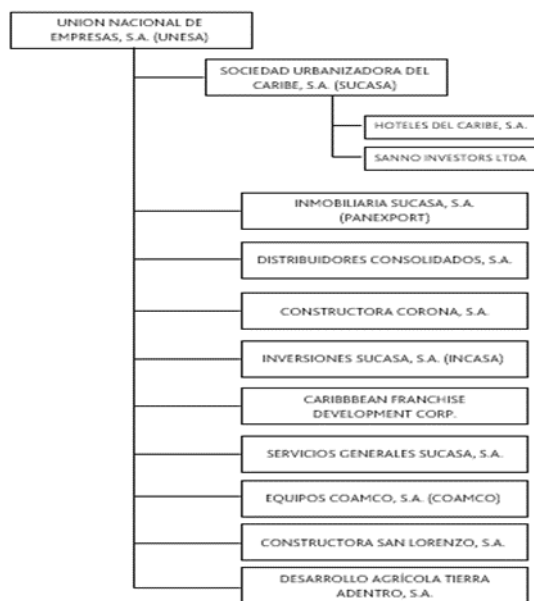 UNION NACIONAL DE
EMPRESAS, S.A. (UNESA)
SOCIEDAD URBANIZADORA DEL
CARIBE, S.A. (SUCASA)
HOTELES DEL CARIBE, S.A.
SANNO INVESTORS LTDA
INMOBILIARIA SUCASA, S.A.
(PANEXPORT)
DISTRIBUIDORES CONSOLIDADOS, S.A.
CONSTRUCTORA CORONA, S.A.
INVERSIONES SUCASA, S.A. (INCASA)
CARIBBBEAN FRANCHISE
DEVELOPMENT CORP.
SERVICIOS GENERALES SUCASA, S.A.
EQUIPOS COAMCO, S.A. (COAMCO)
CONSTRUCTORA SAN LORENZO, S.A.
DESARROLLO AGRÍCOLA TIERRA
ADENTRO, S.A.